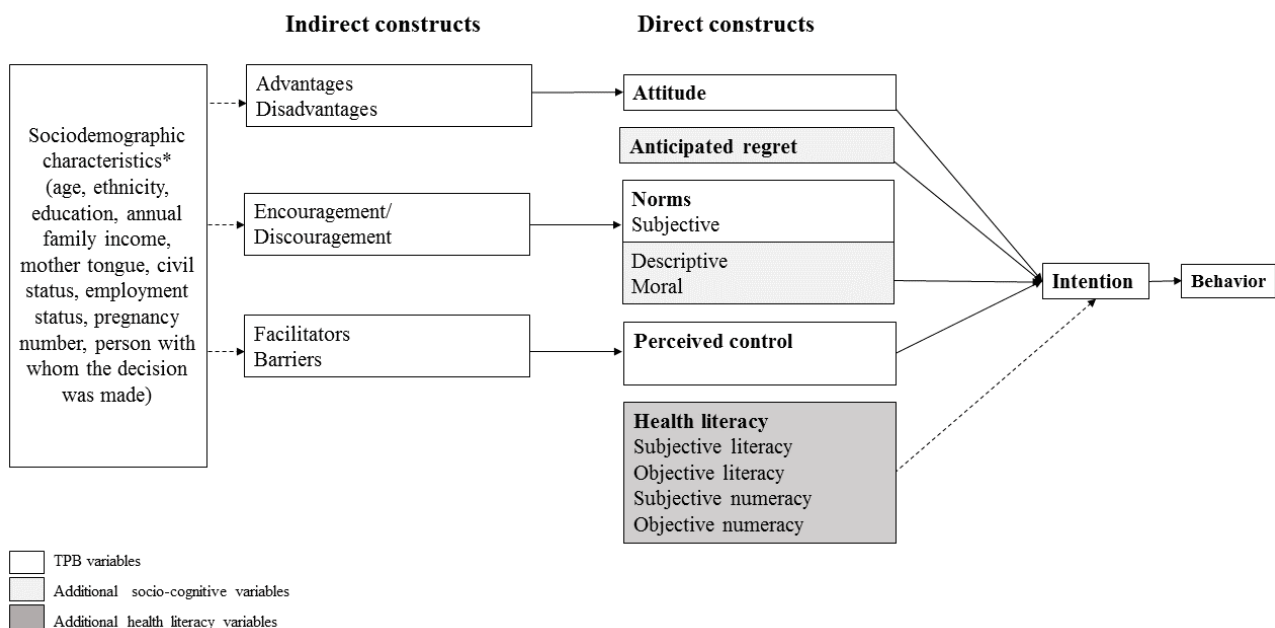 Indirect constructs
Direct constructs
Sociodemographic
characteristics*
(age, ethnicity,
education, annual
family income,
mother tongue, civil
status, employment
status, pregnancy
number, person with
whom the decision
was made)
Advantages
Disadvantages
Encouragement/
Discouragement
Facilitators
Barriers
Attitude
Anticipated regret
Norms
Subjective
Descriptive
Moral
Perceived control
Health literacy
Subjective literacy
Objective literacy
Subjective numeracy
Objective numeracy
Intention
Behavior
TPB variables
Additional socio-cognitive variables
Additional health literacy variables